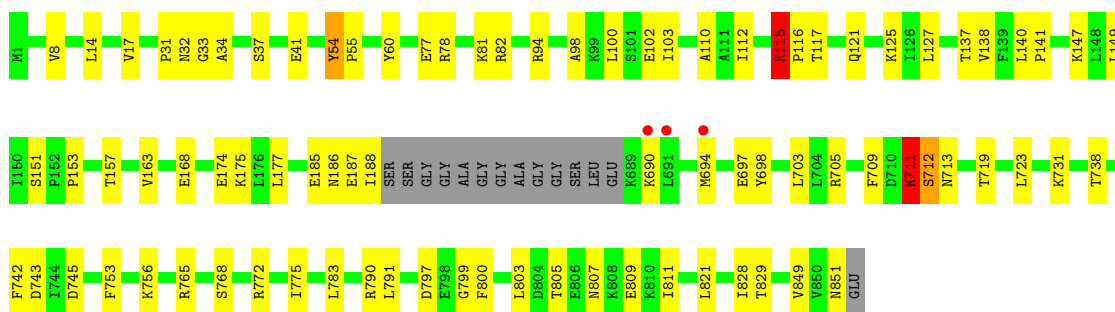 M1 V8 L14 V17 P31 N32 G33 A34 S37 E41 Y54 P55 Y60 E77 R78 K81 R82 R94 A98 K99 L100 S101 E102 I103 A110 A111 I112 K115 P116 T117 Q121 K125 I126 L127 T137 V138 F139 L140 P141 K147 L148 L149
I150 S151 P152 P153 T157 V163 E168 E174 K175 L176 L177 E185 N186 E187 I188 SER SER GLY GLY ALA GLY GLY ALA GLY GLY SER LEU GLU K689 K690 L691 M694 E697 Y698 L703 L704 R705 F709 D710 K711 S712 N713 T719 L723 K731 T738
F742 D743 I744 D745 F753 K756 R765 S768 R772 I775 L783 R790 L791 D797 E798 G799 F800 L803 D804 T805 E806 N807 K808 E809 K810 I811 L821 I828 T829 V849 V850 N851 GLU